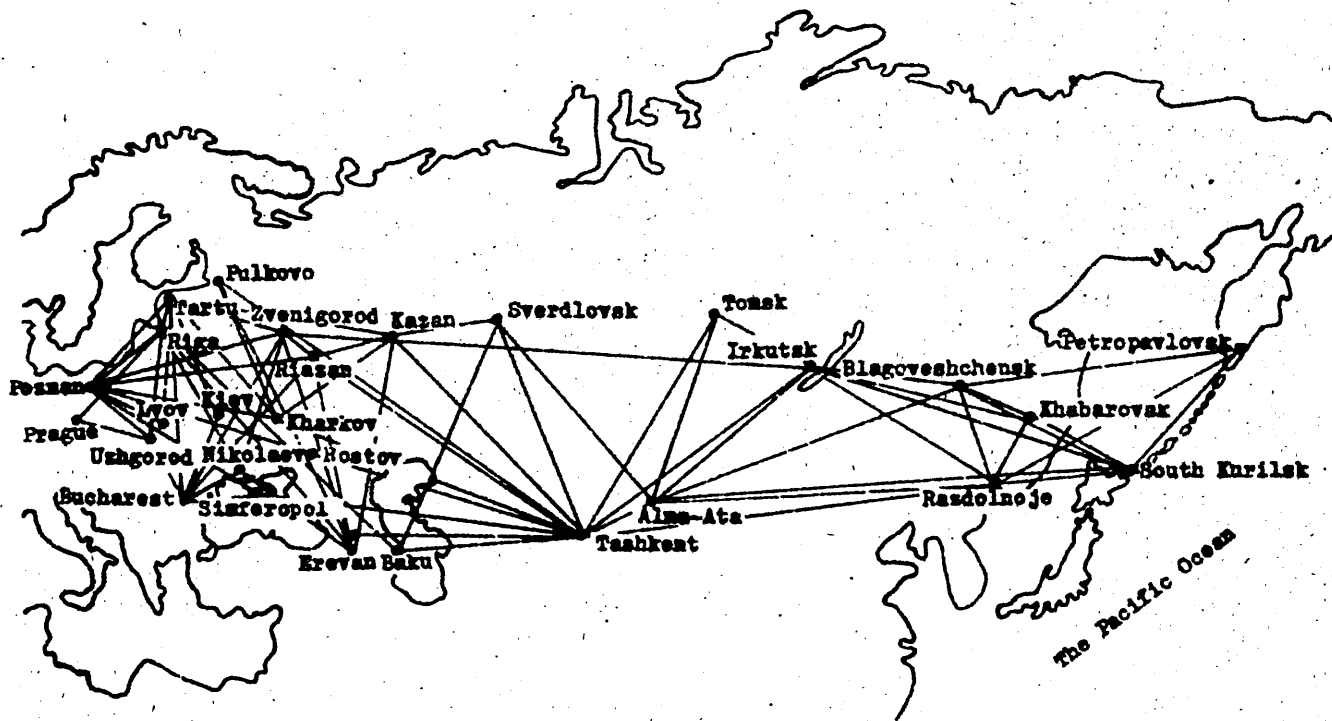 Pulkovo
Tartu
Zvenigorod
Kazan
Sverdlovsk
Tomsk
Riga
Riazan
Irkutsk
Blagoveshchensk
Petropavlovsk
Poznan
Prague
Lvov
Kiev
Kharkov
Khabarovsk
Uzhgorod
Nikolaev
Rostov
South Kurilsk
Bucharest
Simferopol
Razdolnoje
Alma-Ata
Tashkent
Erevan
Baku
The Pacific Ocean